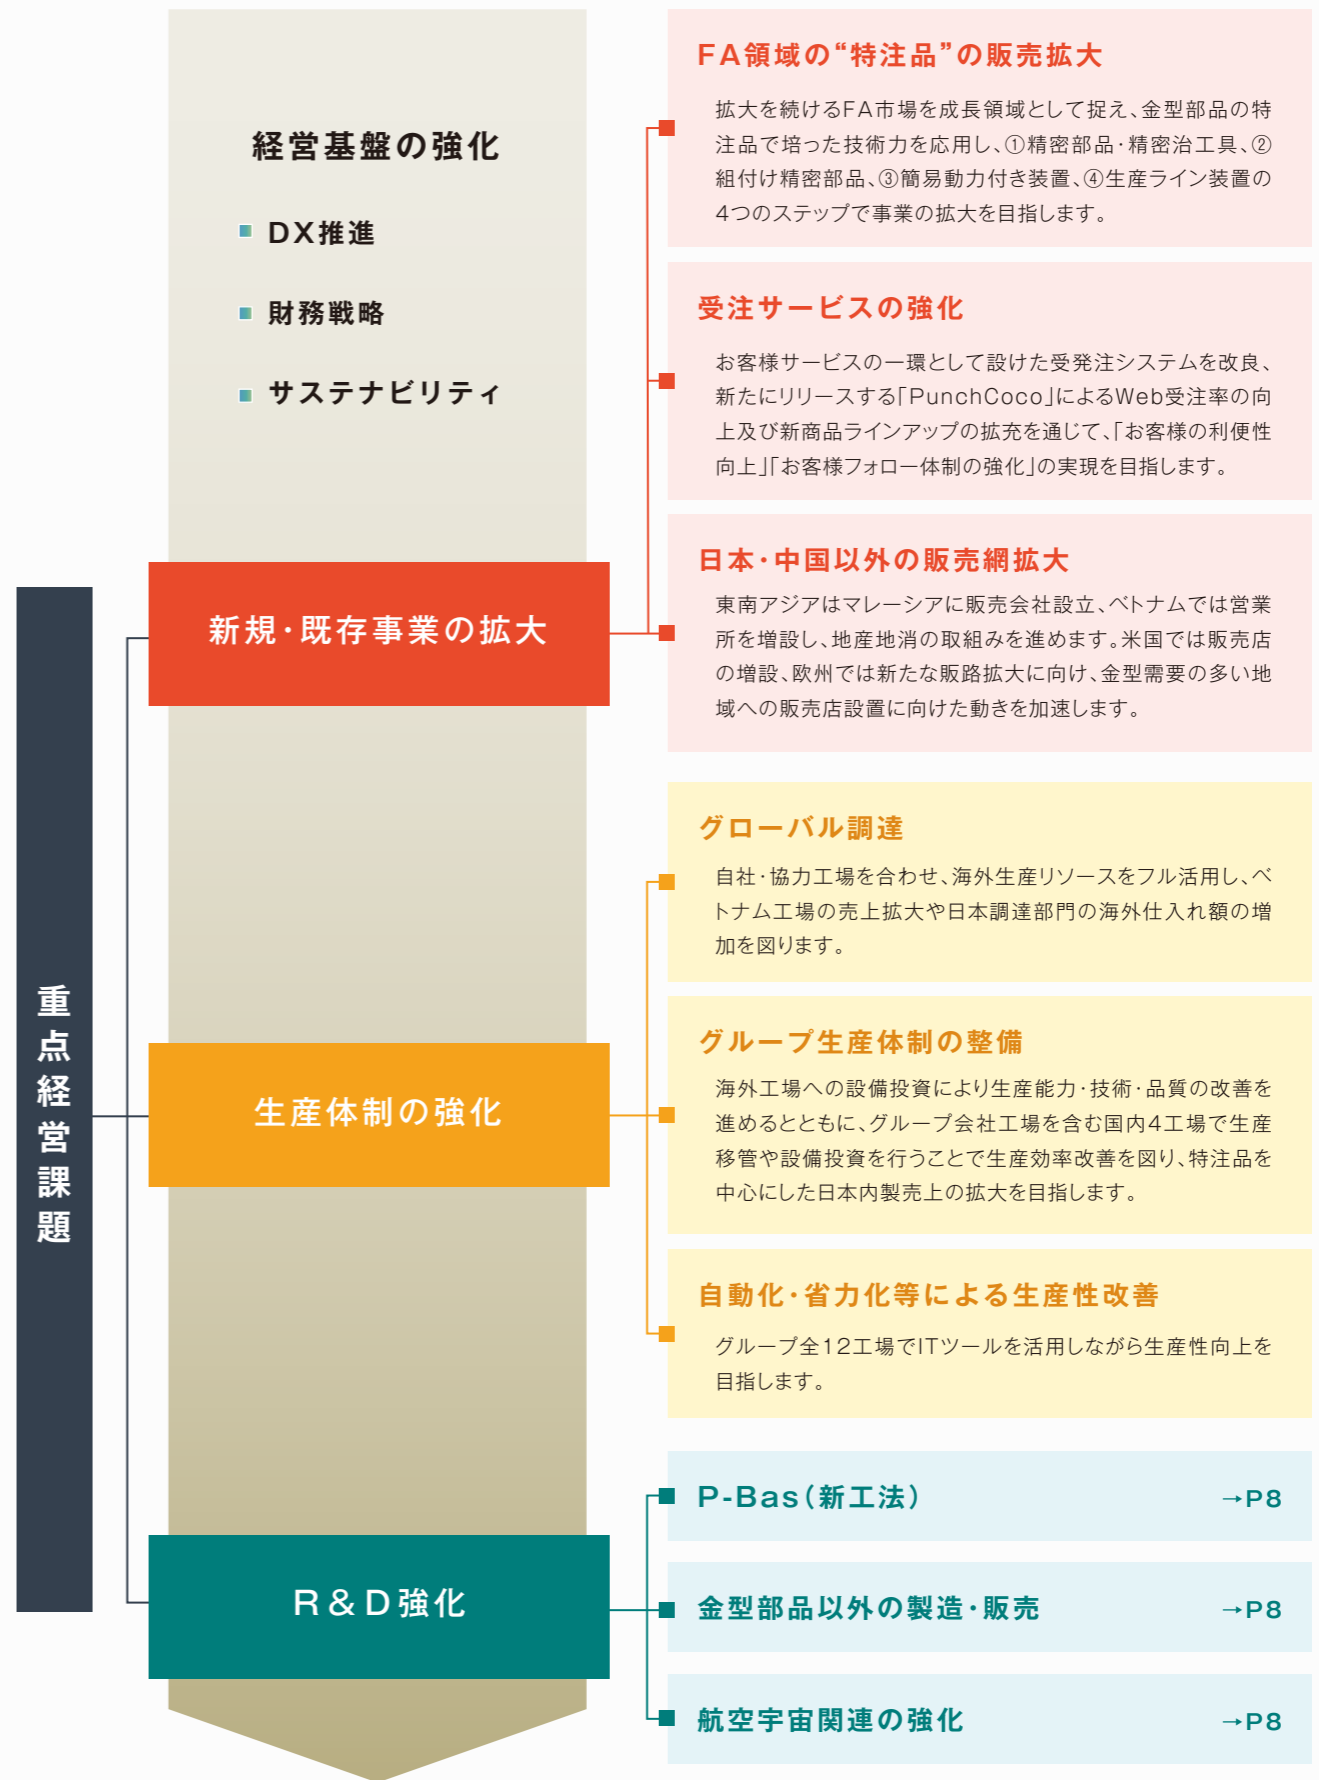 経営基盤の強化
DX推進
財務戦略
サステナビリティ
重点経営課題
新規・既存事業の拡大
FA領域の“特注品”の販売拡大
拡大を続けるFA市場を成長領域として捉え、金型部品の特
注品で培った技術力を応用し、①精密部品・精密治工具、②
組付け精密部品、③簡易動力付き装置、④生産ライン装置の
4つのステップで事業の拡大を目指します。
受注サービスの強化
お客様サービスの一環として設けた受発注システムを改良、
新たにリリースする「PunchCoco」によるWeb受注率の向
上及び新商品ラインアップの拡充を通じて、「お客様の利便性
向上」「お客様フォロー体制の強化」の実現を目指します。
日本・中国以外の販売網拡大
東南アジアはマレーシアに販売会社設立、ベトナムでは営業
所を増設し、地産地消の取組みを進めます。米国では販売店
の増設、欧州では新たな販路拡大に向け、金型需要の多い地
域への販売店設置に向けた動きを加速します。
生産体制の強化
グローバル調達
自社・協力工場を合わせ、海外生産リソースをフル活用し、ベ
トナム工場の売上拡大や日本調達部門の海外仕入れ額の増
加を図ります。
グループ生産体制の整備
海外工場への設備投資により生産能力・技術・品質の改善を
進めるとともに、グループ会社工場を含む国内4工場で生産
移管や設備投資を行うことで生産効率改善を図り、特注品を
中心にした日本内製売上の拡大を目指します。
自動化・省力化等による生産性改善
グループ全12工場でITツールを活用しながら生産性向上を
目指します。
R&D強化
P-Bas（新工法） →P8
金型部品以外の製造・販売 →P8
航空宇宙関連の強化 →P8